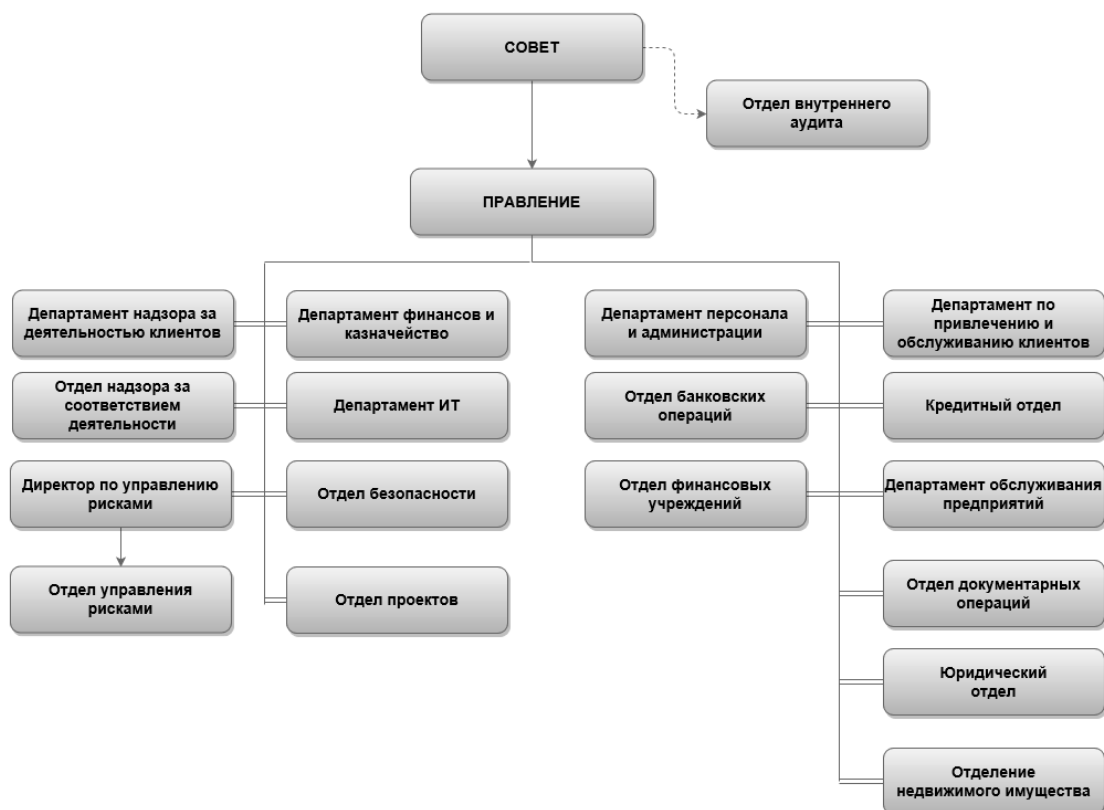 СОВЕТ
Отдел внутреннего
аудита
ПРАВЛЕНИЕ
Департамент надзора за
деятельностью клиентов
Департамент финансов и
казначейство
Департамент персонала
и администрации
Департамент по
привлечению и
обслуживанию клиентов
Отдел надзора за
соответствием
деятельности
Департамент ИТ
Отдел банковских
операций
Кредитный отдел
Директор по управлению
рисками
Отдел безопасности
Отдел финансовых
учреждений
Департамент обслуживания
предприятий
Отдел управления
рисками
Отдел проектов
Отдел документарных
операций
Юридический
отдел
Отделение
недвижимого имущества